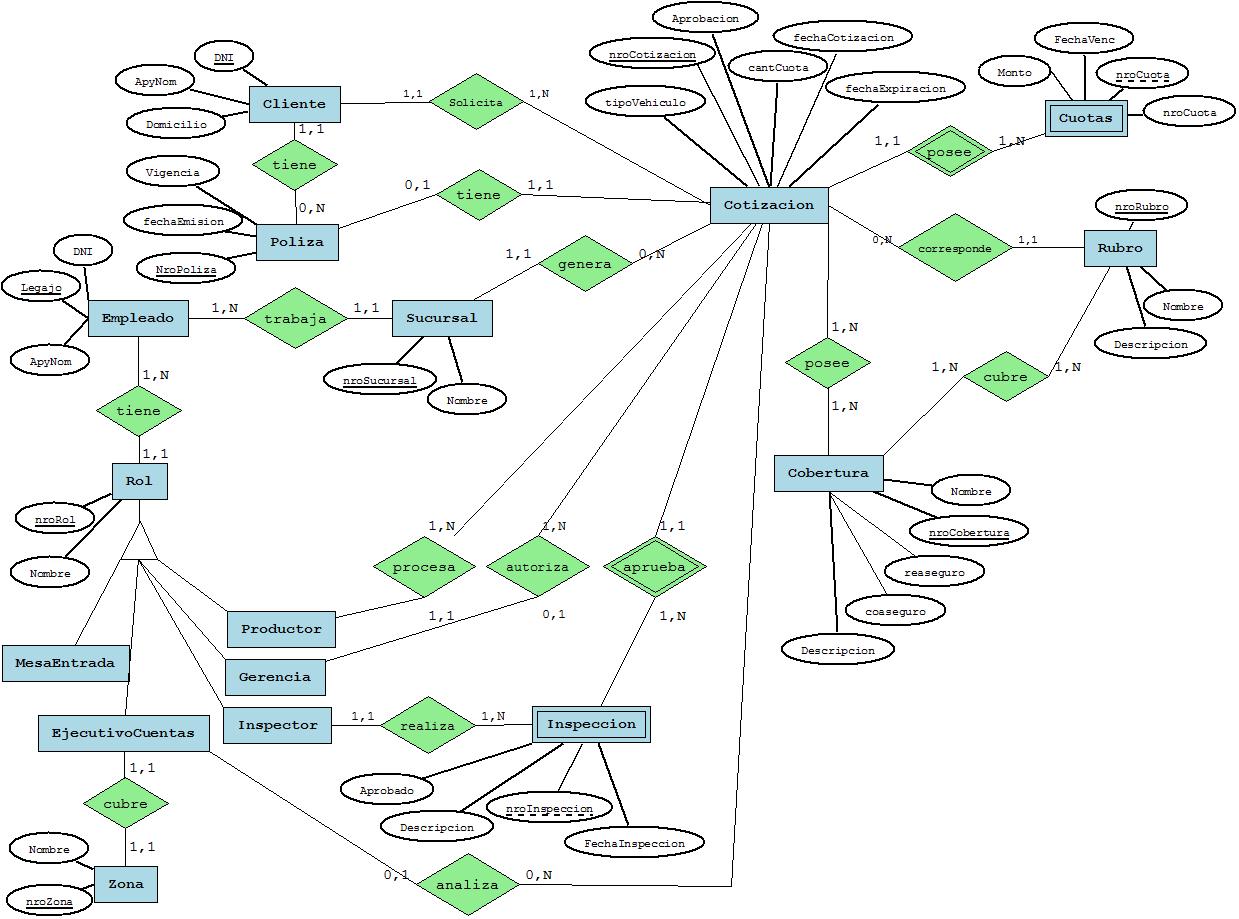 Aprobacion
fechaCotizacion
nroCotizacion
cantCuota
fechaExpiracion
tipoVehiculo
FechaVenc
Monto
nroCuota
nroCuota
Cuotas
DNI
ApyNom
Cliente
Domicilio
1,1
Solicita
1,N
1,1
posee
1,N
1,1
tiene
0,N
Vigencia
fechaEmision
Poliza
NroPoliza
0,1
tiene
1,1
Cotizacion
nroRubro
0,N
corresponde
1,1
Rubro
Nombre
Descripcion
DNI
Legajo
Empleado
ApyNom
1,N
trabaja
1,1
Sucursal
nroSucursal
Nombre
1,1
genera
0,N
1,N
posee
1,N
1,N
cubre
1,N
1,N
tiene
1,1
Rol
nroRol
Nombre
Cobertura
Nombre
nroCobertura
reaseguro
coaseguro
Descripcion
1,N
procesa
1,1
1,N
autoriza
0,1
1,1
aprueba
1,N
Productor
MesaEntrada
Gerencia
Inspector
1,1
realiza
1,N
Inspeccion
EjecutivoCuentas
Aprobado
Descripcion
nroInspeccion
FechaInspeccion
1,1
cubre
1,1
Nombre
Zona
nroZona
0,1
analiza
0,N